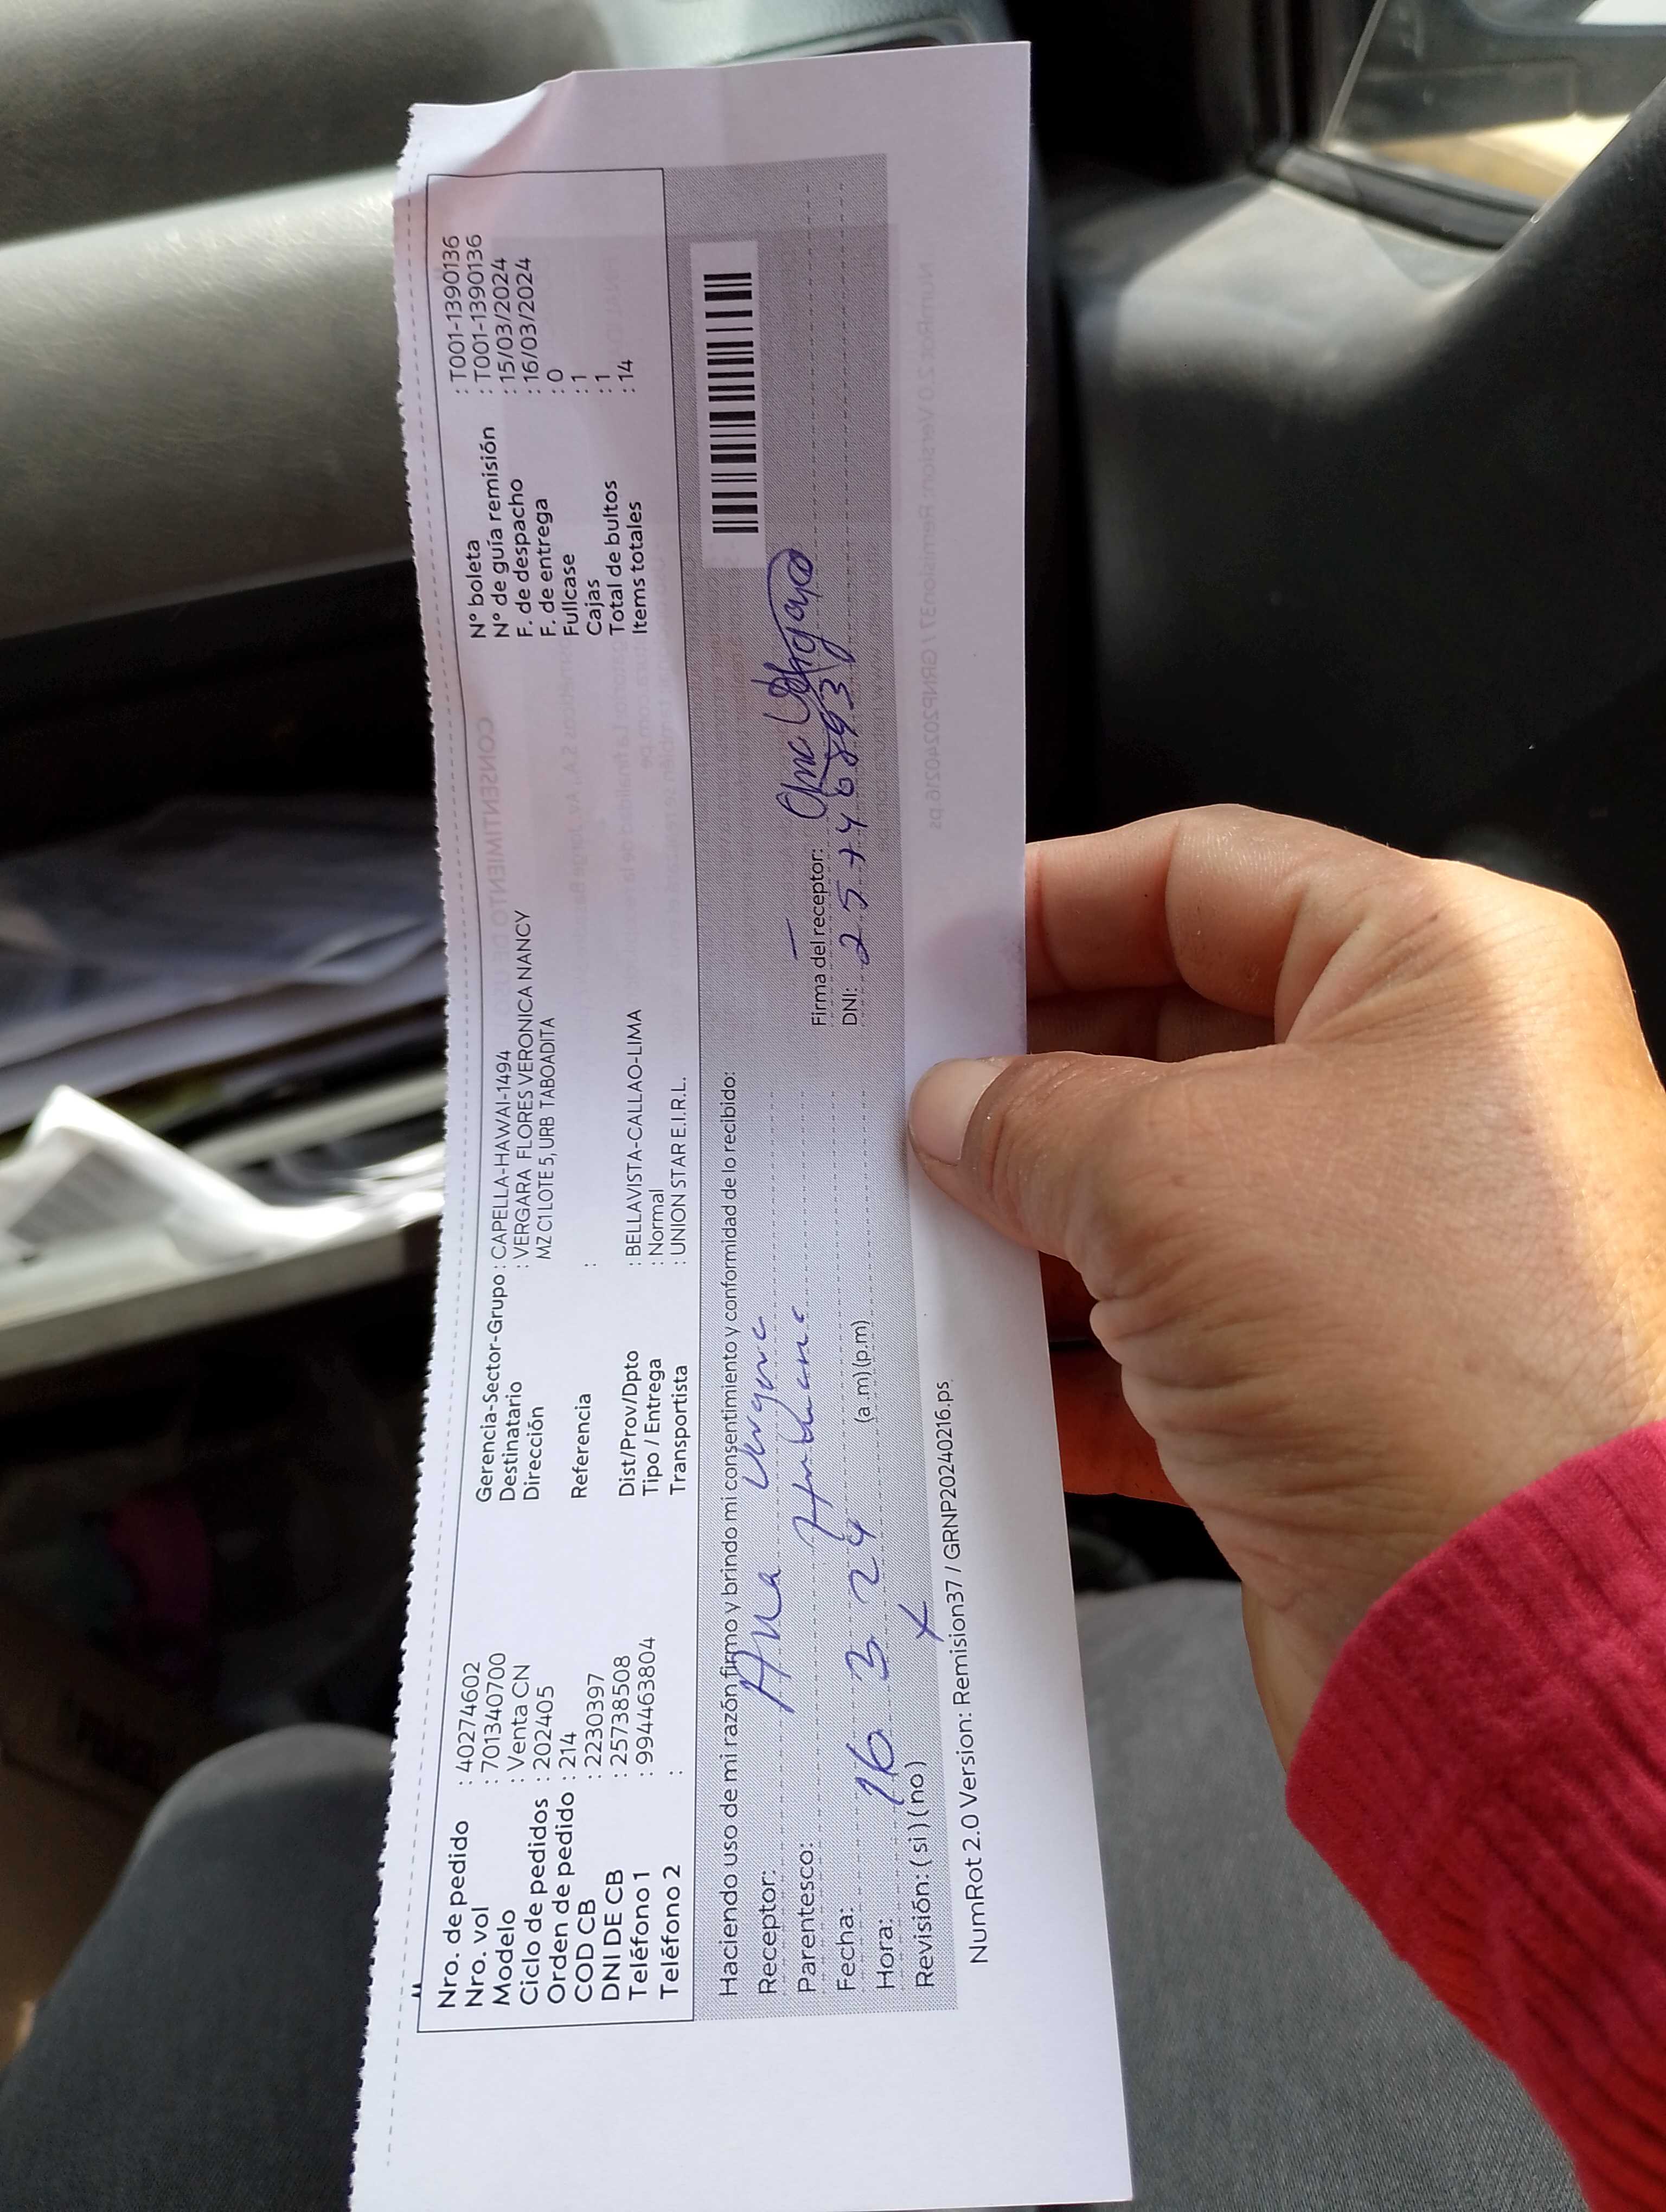 Nro. de pedido : 40274602
Nro. vol : 701340700
Modelo : Venta CN
Ciclo de pedidos : 202405
Orden de pedido : 214
COD CB : 2230397
DNI DE CB : 25738508
Teléfono 1 : 994463804
Teléfono 2 :
Gerencia-Sector-Grupo : CAPELLA-HAWAI-1494
Destinatario : VERGARA FLORES VERONICA NANCY
Dirección MZ C1 LOTE 5, URB TABOADITA
Referencia :
Dist/Prov/Dpto : BELLAVISTA-CALLAO-LIMA
Tipo / Entrega : Normal
Transportista : UNION STAR E.I.R.L.
N° boleta : T001-1390136
N° de guía remisión : T001-1390136
F. de despacho : 15/03/2024
F. de entrega : 16/03/2024
Fullcase : 0
Cajas : 1
Total de bultos : 1
Items totales : 14
Haciendo uso de mi razón firmo y brindo mi consentimiento y conformidad de lo recibido:
Receptor: Ana
Parentesco:
Fecha: 16 3 24
Hora: (a.m) (p.m)
Revisión: ( si ) ( no ) X
Firma del receptor: Ana
DNI:
NumRot 2.0 Version: Remision37 / GRNP20240216.ps